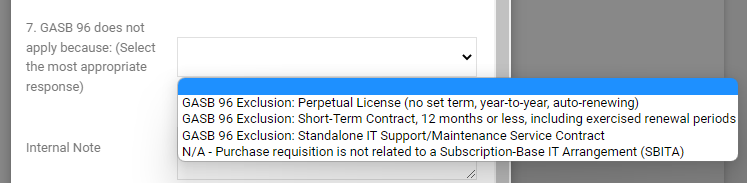 7. GASB 96 does not
apply because: (Select
the most appropriate
response)
GASB 96 Exclusion: Perpetual License (no set term, year-to-year, auto-renewing)
GASB 96 Exclusion: Short-Term Contract, 12 months or less, including exercised renewal periods
GASB 96 Exclusion: Standalone IT Support/Maintenance Service Contract
N/A - Purchase requisition is not related to a Subscription-Base IT Arrangement (SBITA)
Internal Note